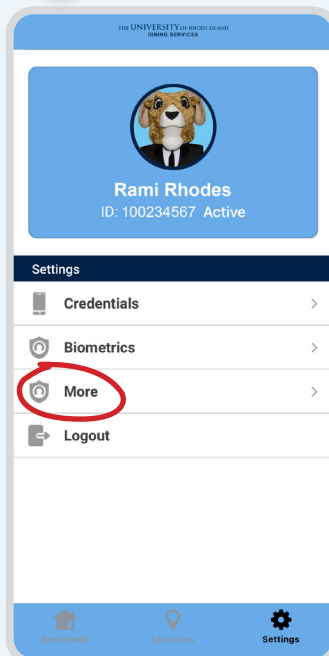 THE UNIVERSITY OF RHODE ISLAND
DINING SERVICES
Rami Rhodes
ID: 100234567 Active
Settings
Credentials
Biometrics
More
Logout
Dashboard Locations Settings